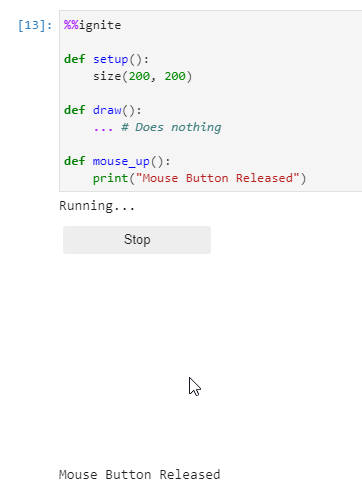 [13]: %%ignite
def setup():
    size(200, 200)
def draw():
    ... # Does nothing
def mouse_up():
    print("Mouse Button Released")
Running...
Stop
Mouse Button Released